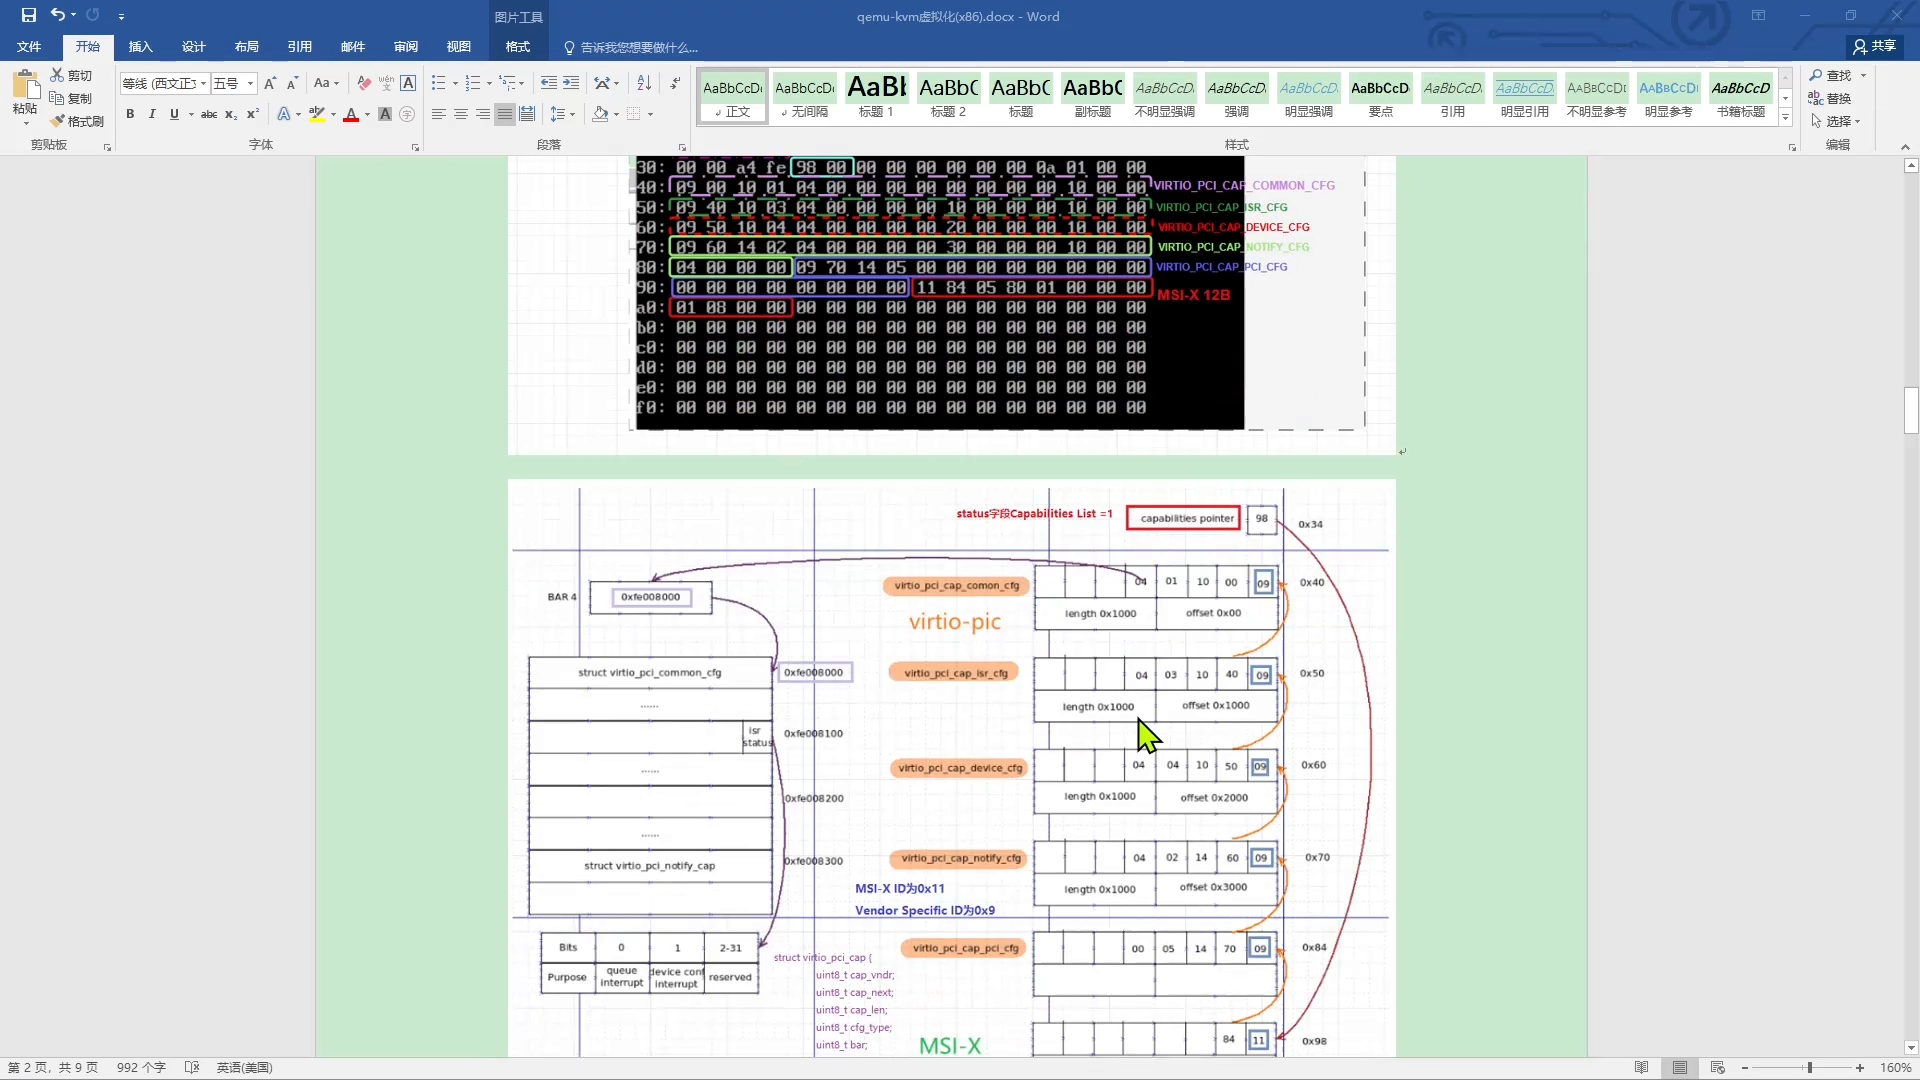 图片工具
qemu-kvm虚拟化(x86).docx - Word
文件 开始 插入 设计 布局 引用 邮件 审阅 视图 格式 告诉我您想要做什么... 共享
粘贴 剪切 复制 格式刷
等线 (西文正: 五号
AaBbCcDt AaBbCcDt AaBl AaBbC AaBbC AaBbC AaBbCcD. AaBbCcD. AaBbCcD. AaBbCcD. AaBbCcD. AaBbCcD. AaBbCcDt AaBbCcDt AaBbCcD
正文 无间隔 标题 1 标题 2 标题 副标题 不明显强调 强调 明显强调 要点 引用 明显引用 不明显参考 明显参考 书籍标题
查找 替换 选择
剪贴板 字体 段落 样式 编辑
30: 00 00 a4 fe 98 00 00 00 00 00 00 00 0a 01 00 00
40: 09 00 10 01 04 00 00 00 00 00 00 00 00 10 00 00 VIRTIO_PCI_CAP_COMMON_CFG
50: 09 40 10 03 04 00 00 00 00 10 00 00 00 10 00 00 VIRTIO_PCI_CAP_ISR_CFG
60: 09 50 10 04 04 00 00 00 00 20 00 00 00 10 00 00 VIRTIO_PCI_CAP_DEVICE_CFG
70: 09 60 14 02 04 00 00 00 00 30 00 00 00 10 00 00 VIRTIO_PCI_CAP_NOTIFY_CFG
80: 04 00 00 00 09 70 14 05 00 00 00 00 00 00 00 00 VIRTIO_PCI_CAP_PCI_CFG
90: 00 00 00 00 00 00 00 00 11 84 05 80 01 00 00 00 MSI-X 12B
a0: 01 08 00 00 00 00 00 00 00 00 00 00 00 00 00 00
b0: 00 00 00 00 00 00 00 00 00 00 00 00 00 00 00 00
c0: 00 00 00 00 00 00 00 00 00 00 00 00 00 00 00 00
d0: 00 00 00 00 00 00 00 00 00 00 00 00 00 00 00 00
e0: 00 00 00 00 00 00 00 00 00 00 00 00 00 00 00 00
f0: 00 00 00 00 00 00 00 00 00 00 00 00 00 00 00 00
status字段Capabilities List =1 capabilities pointer 98 0x34
BAR 4 0xfe008000
virtio_pci_cap_comon_cfg 04 01 10 00 09 0x40
length 0x1000 offset 0x00
virtio-pic
struct virtio_pci_common_cfg 0xfe008000
......
isr status 0xfe008100
......
0xfe008200
......
struct virtio_pci_notify_cap 0xfe008300
virtio_pci_cap_isr_cfg 04 03 10 40 09 0x50
length 0x1000 offset 0x1000
virtio_pci_cap_device_cfg 04 04 10 50 09 0x60
length 0x1000 offset 0x2000
virtio_pci_cap_notify_cfg 04 02 14 60 09 0x70
length 0x1000 offset 0x3000
MSI-X ID为0x11
Vendor Specific ID为0x9
virtio_pci_cap_pci_cfg 00 05 14 70 09 0x84
Bits 0 1 2-31
Purpose queue interrupt device conf interrupt reserved
struct virtio_pci_cap {
uint8_t cap_vndr;
uint8_t cap_next;
uint8_t cap_len;
uint8_t cfg_type;
uint8_t bar;
MSI-X 84 11 0x98
第 2 页，共 9 页 992 个字 英语(美国) 160%